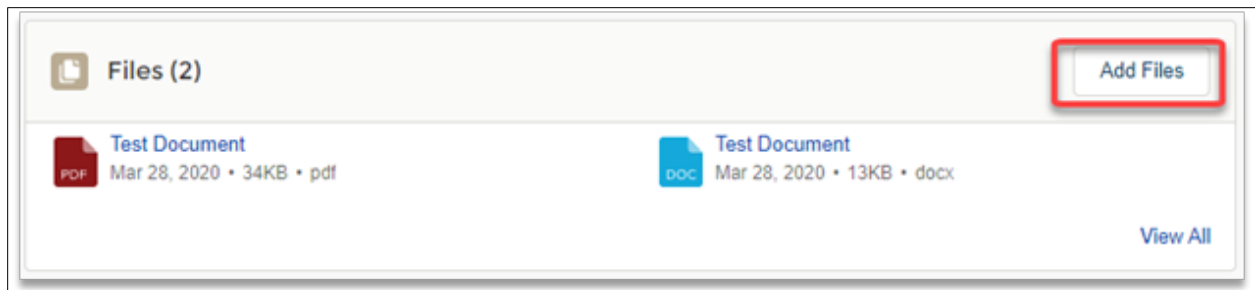 Files (2)
Add Files
Test Document
Mar 28, 2020 • 34KB • pdf
PDF
Test Document
Mar 28, 2020 • 13KB • docx
DOC
View All